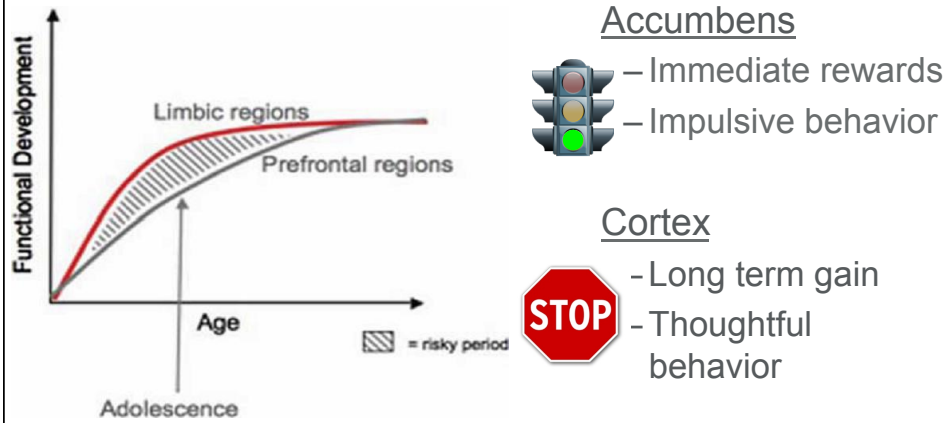 Functional Development
Limbic regions
Prefrontal regions
Age
= risky period
Adolescence
Accumbens
– Immediate rewards
– Impulsive behavior
Cortex
STOP
- Long term gain
- Thoughtful
behavior